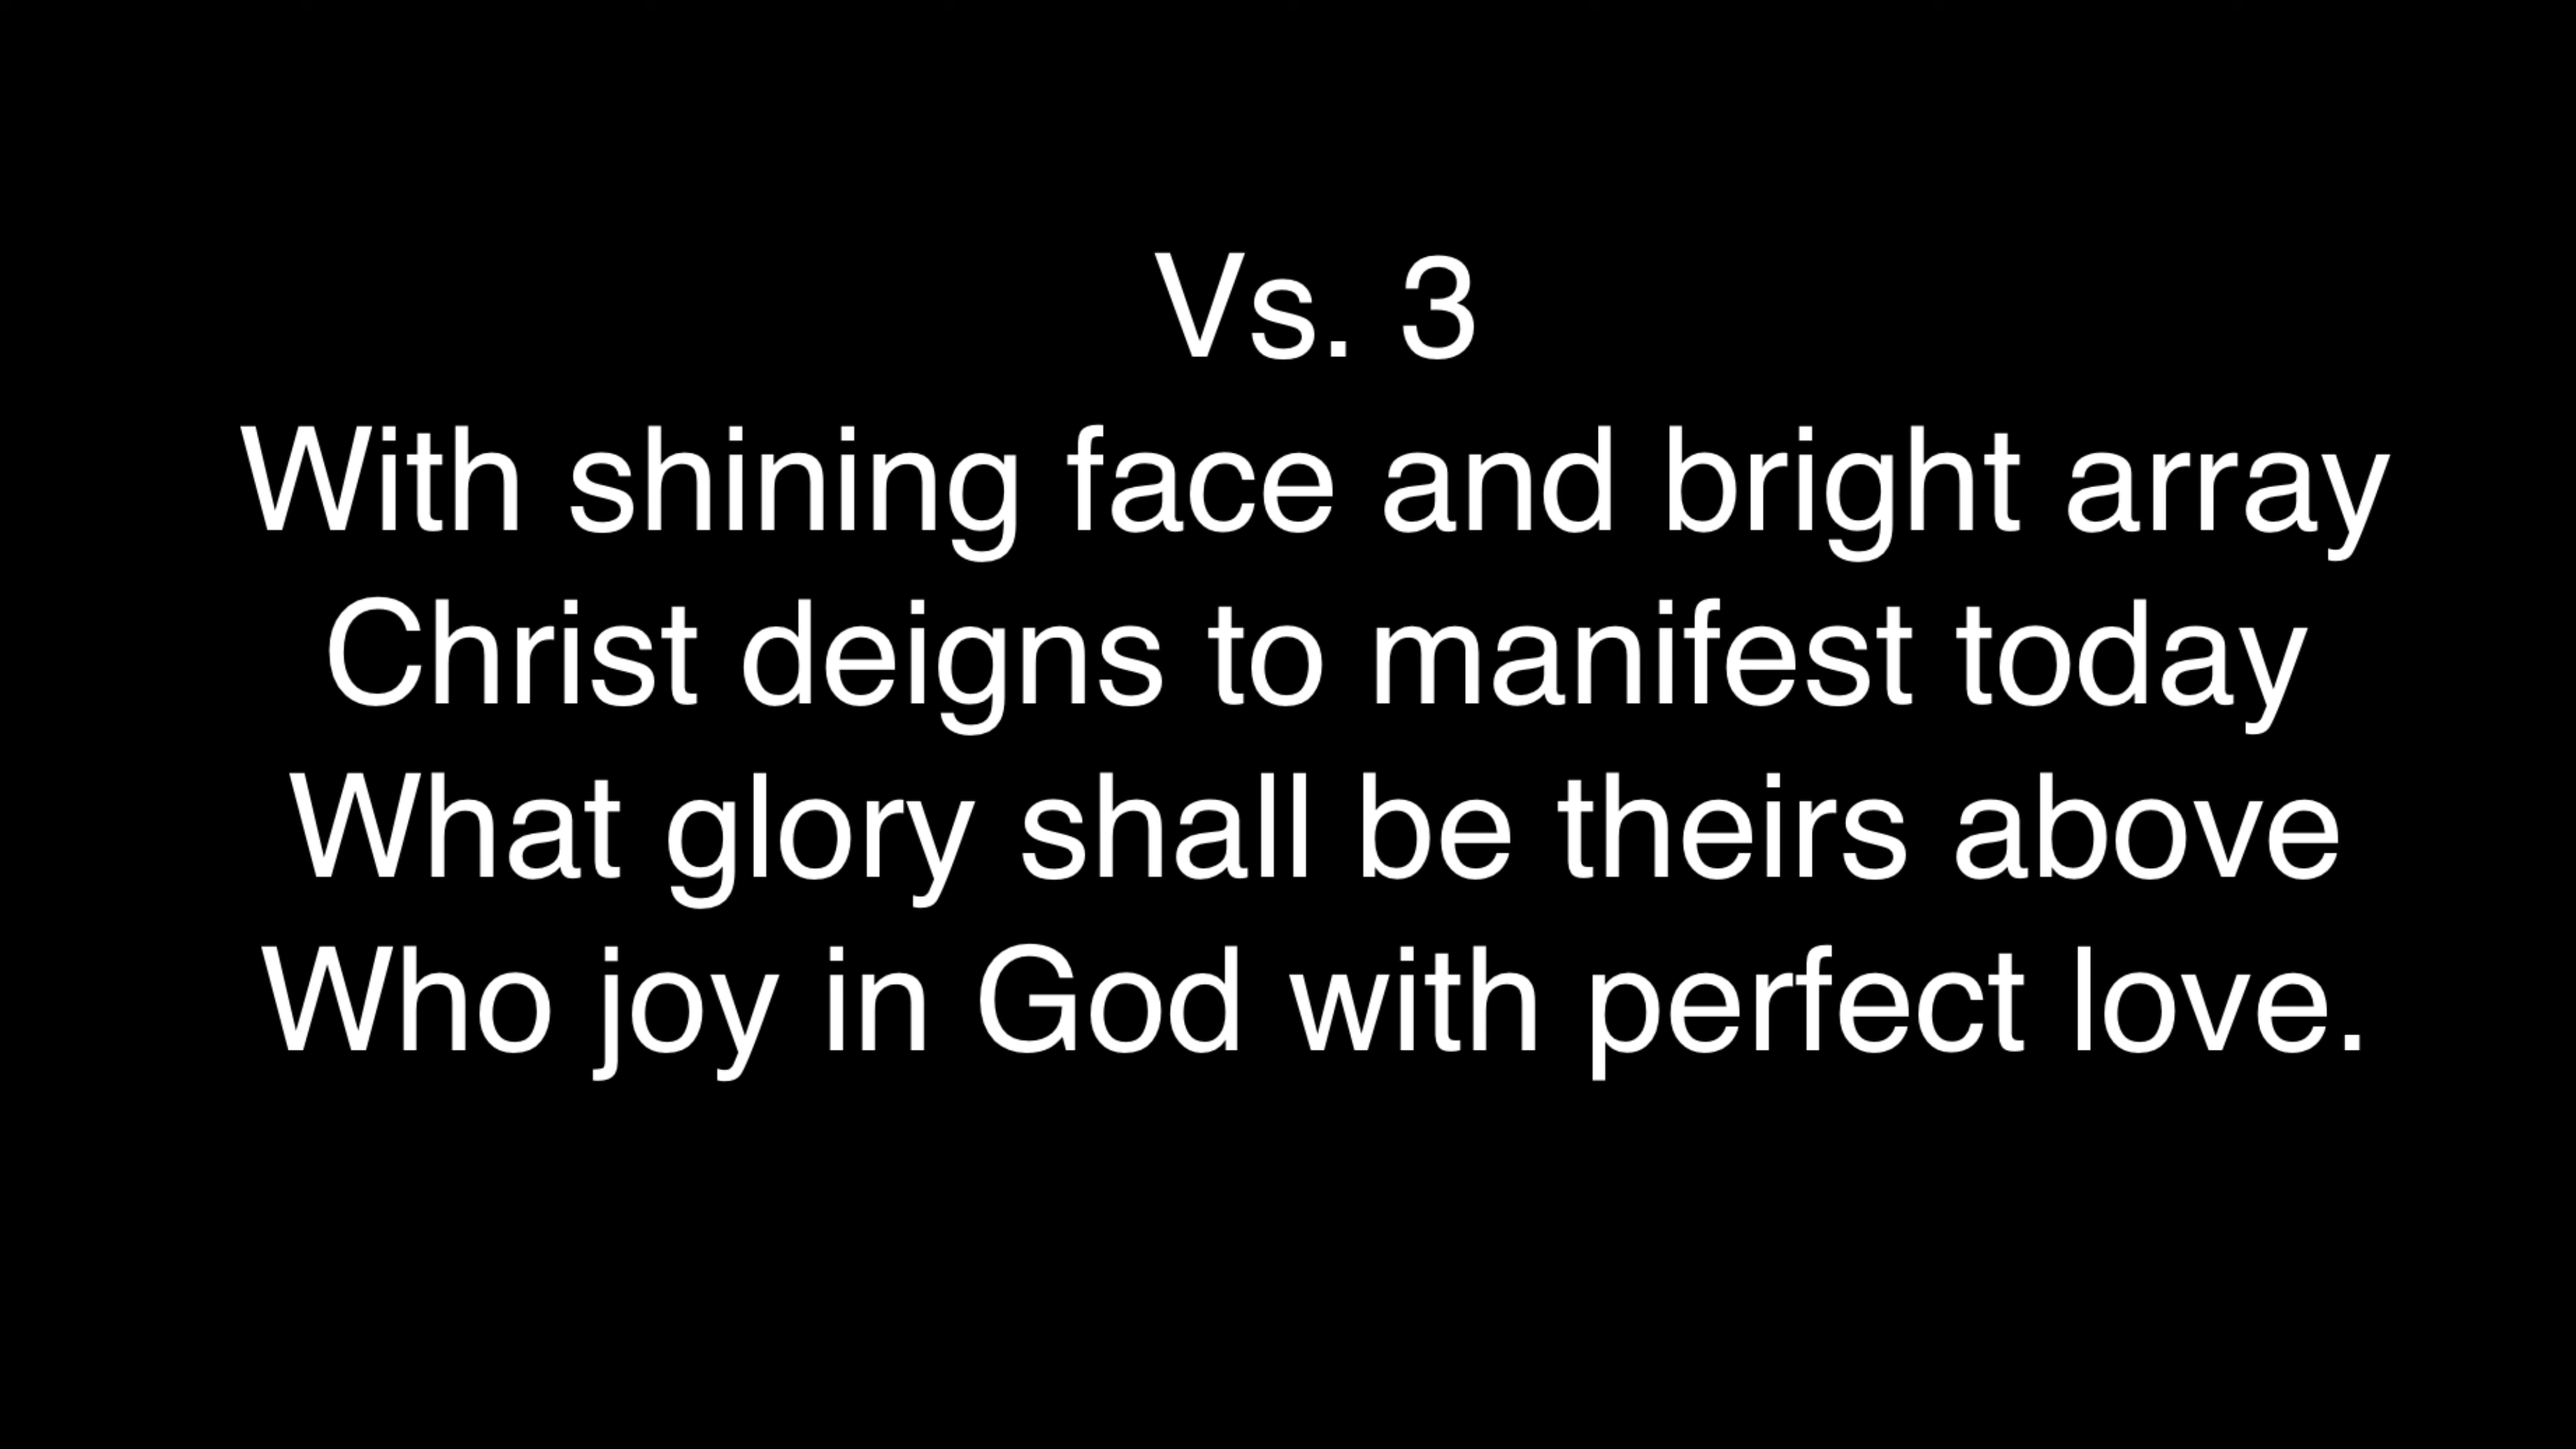 Vs. 3
With shining face and bright array
Christ deigns to manifest today
What glory shall be theirs above
Who joy in God with perfect love.